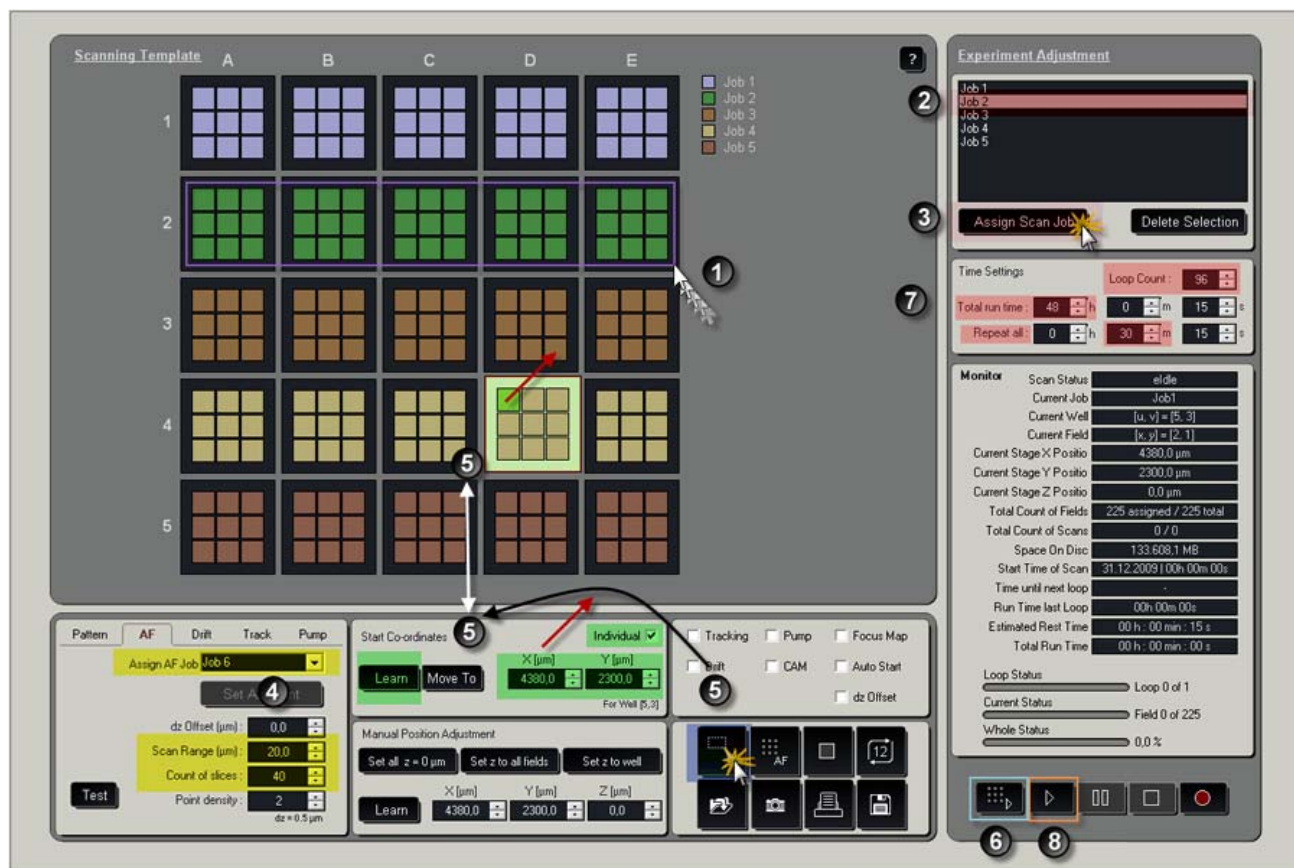 Scanning Template
A B C D E
?
1
2
3
4
5
Job 1
Job 2
Job 3
Job 4
Job 5
1
5
Experiment Adjustment
2
Job 1
Job 2
Job 3
Job 4
Job 5
3
Assign Scan Job
Delete Selection
7
Time Settings
Loop Count : 96
Total run time : 48 h 0 m 15 s
Repeat all : 0 h 30 m 15 s
Monitor
Scan Status eIdle
Current Job Job1
Current Well [u, v] = [5, 3]
Current Field [x, y] = [2, 1]
Current Stage X Positio 4380,0 µm
Current Stage Y Positio 2300,0 µm
Current Stage Z Positio 0,0 µm
Total Count of Fields 225 assigned / 225 total
Total Count of Scans 0 / 0
Space On Disc 133.608,1 MB
Start Time of Scan 31.12.2009 | 00h 00m 00s
Time until next loop -
Run Time last Loop 00h 00m 00s
Estimated Rest Time 00 h : 00 min : 15 s
Total Run Time 00 h : 00 min : 00 s
Loop Status
Loop 0 of 1
Current Status
Field 0 of 225
Whole Status
0,0 %
6
8
Pattern AF Drift Track Pump
Assign AF Job Job 6
4
dz Offset (µm) : 0,0
Scan Range (µm) : 20,0
Count of slices : 40
Test
Point density : 2
dz = 0.5 µm
Start Co-ordinates
5
Individual
X [µm] Y [µm]
Learn Move To 4380,0 2300,0
For Well [5,3]
Manual Position Adjustment
Set all z = 0 µm Set z to all fields Set z to well
X [µm] Y [µm] Z [µm]
Learn 4380,0 2300,0 0,0
Tracking Pump Focus Map
Drift CAM Auto Start
5
dz Offset
AF
12